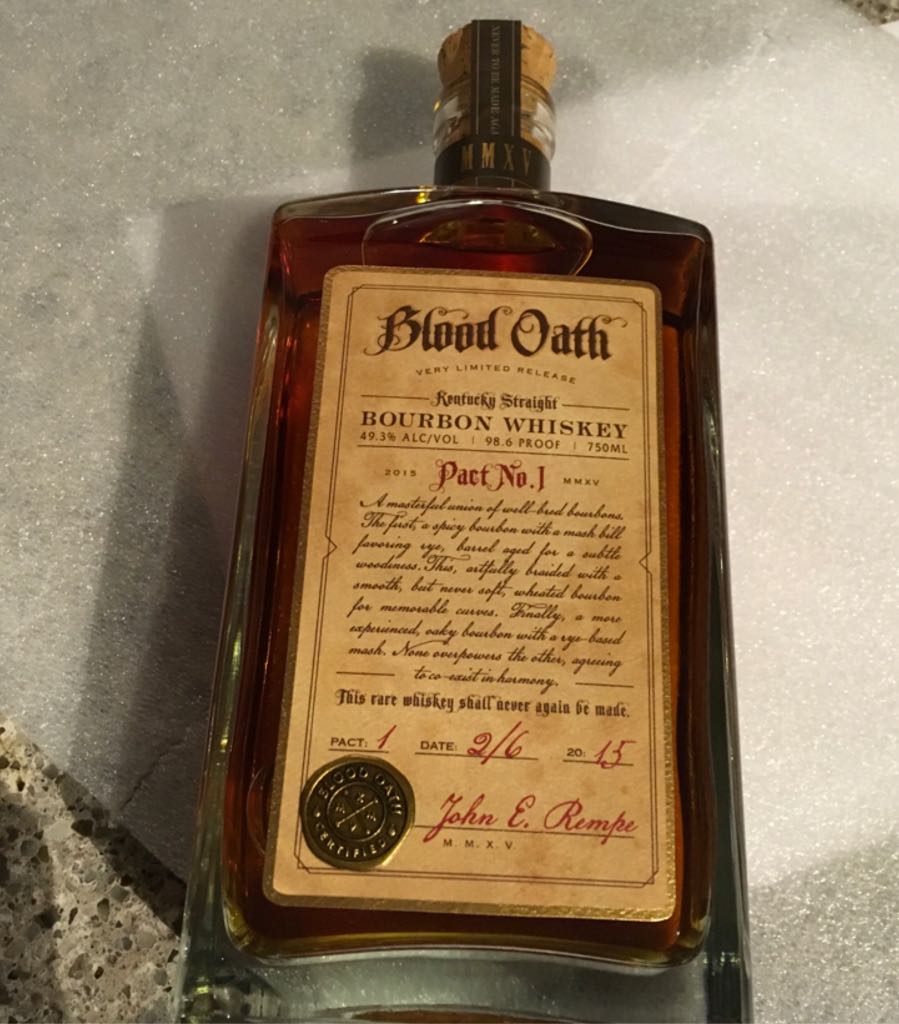 NEVER TO BE MADE AGA
MMXV
Blood Oath
VERY LIMITED RELEASE
Kentucky Straight
BOURBON WHISKEY
49.3% ALC/VOL | 98.6 PROOF | 750ML
2015 Pact No.1 MMXV
A masterful union of well-bred bourbons.
The first, a spicy bourbon with a mash bill
favoring rye, barrel aged for a subtle
woodiness. This, artfully braided with a
smooth, but never soft, wheated bourbon
for memorable curves. Finally, a more
experienced, oaky bourbon with a rye-based
mash. None overpowers the other, agreeing
to co-exist in harmony.
This rare whiskey shall never again be made.
PACT: 1 DATE: 2/6 20: 15
BLOOD OATH
CERTIFIED
John E. Rempe
M.M.X.V.